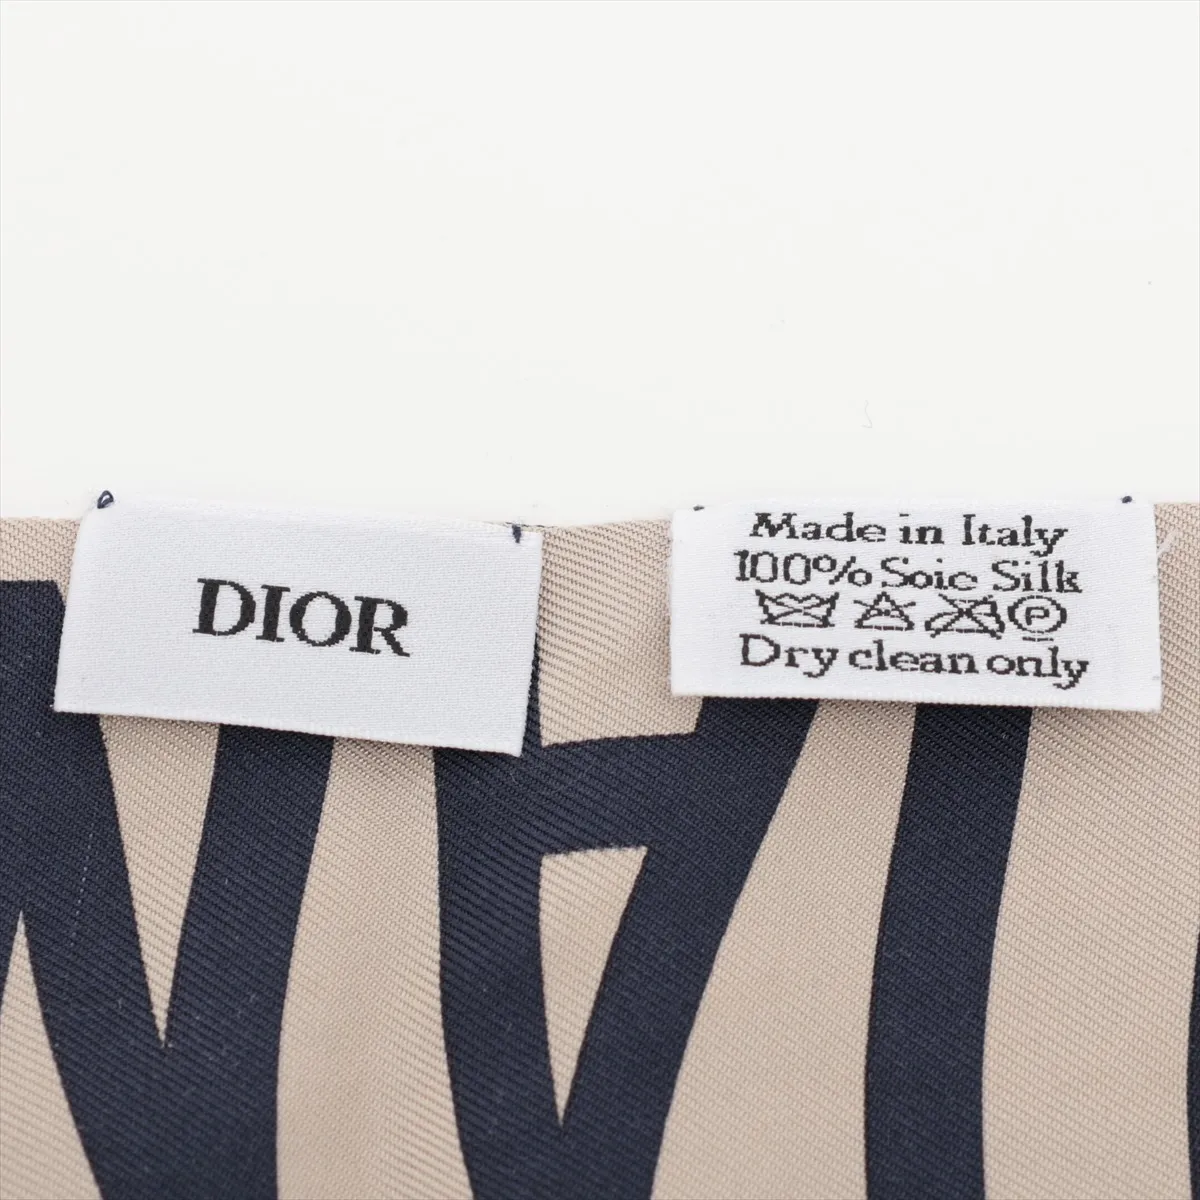 DIOR
Made in Italy
100% Soie Silk
P
Dry clean only